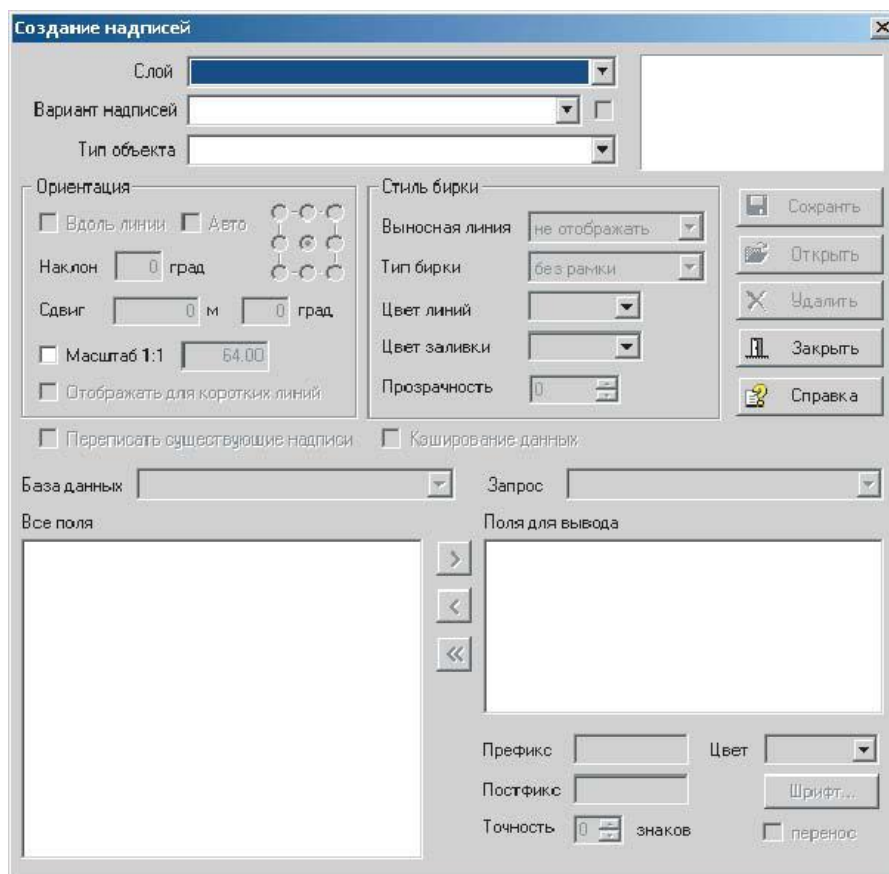 Создание надписей
Слой
Вариант надписей
Тип объекта
Ориентация
Вдоль линии Авто
Наклон 0 град
Сдвиг 0 м 0 град
Масштаб 1:1 64.00
Отображать для коротких линий
Стиль бирки
Выносная линия не отображать
Тип бирки без рамки
Цвет линий
Цвет заливки
Прозрачность 0
Сохранть
Открыть
Удалить
Закрыть
Справка
Переписать существующие надписи Кэширование данных
База данных Запрос
Все поля Поля для вывода
>
<
<<
Префикс Цвет
Постфикс Шрифт...
Точность 0 знаков перенос